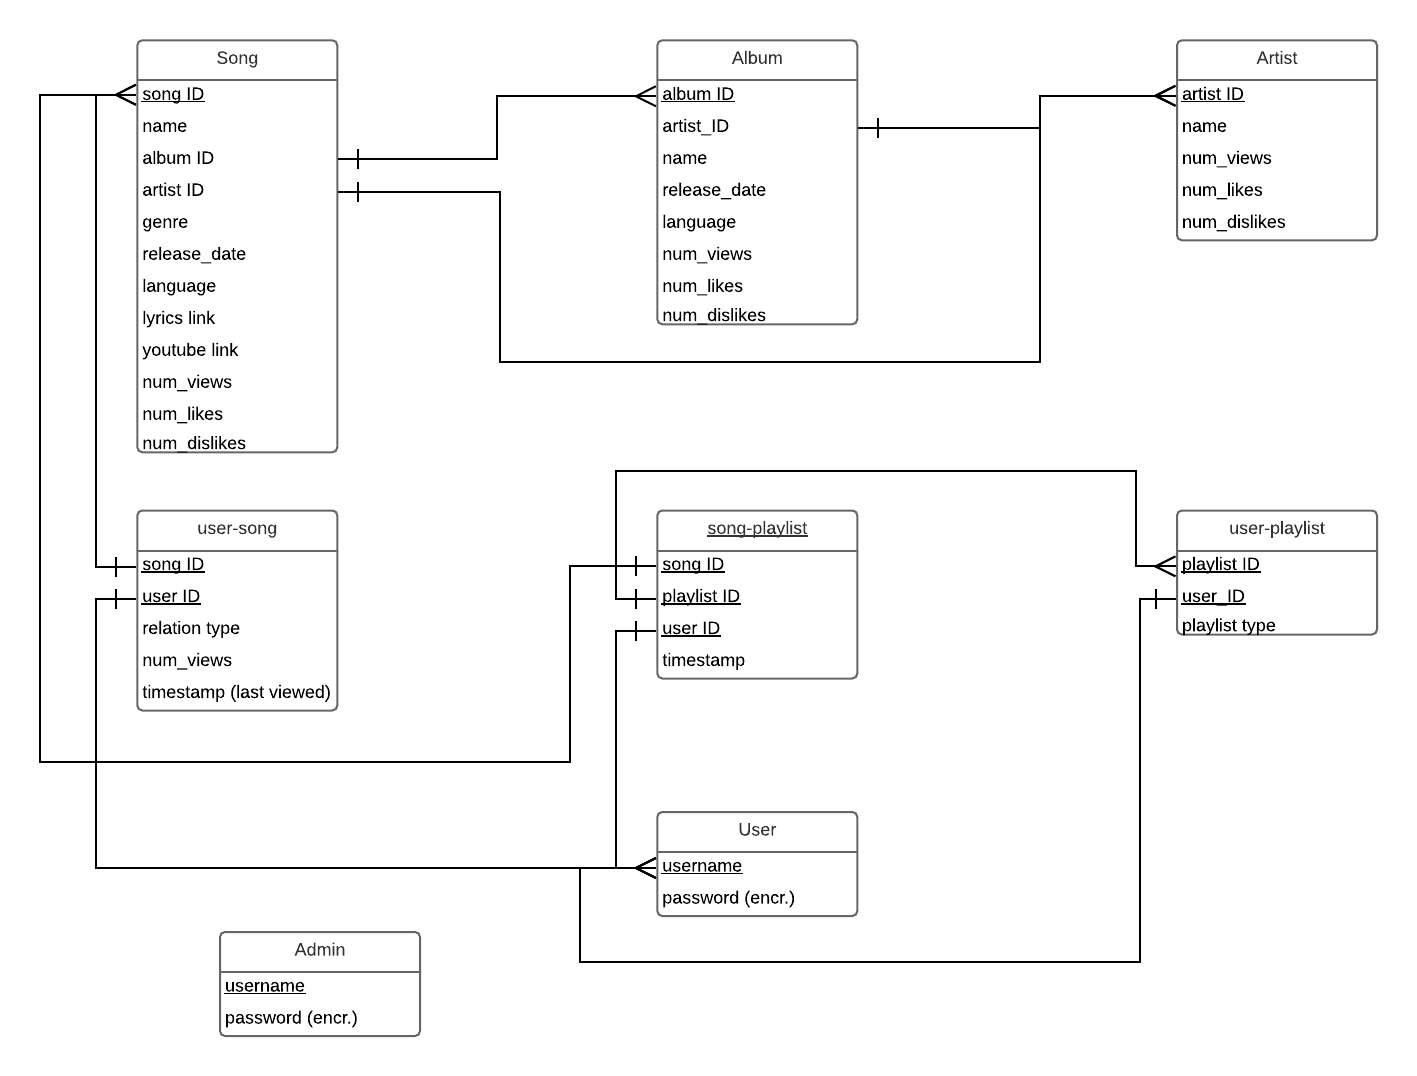 Song
song ID
name
album ID
artist ID
genre
release_date
language
lyrics link
youtube link
num_views
num_likes
num_dislikes
Album
album ID
artist_ID
name
release_date
language
num_views
num_likes
num_dislikes
Artist
artist ID
name
num_views
num_likes
num_dislikes
user-song
song ID
user ID
relation type
num_views
timestamp (last viewed)
song-playlist
song ID
playlist ID
user ID
timestamp
user-playlist
playlist ID
user_ID
playlist type
User
username
password (encr.)
Admin
username
password (encr.)